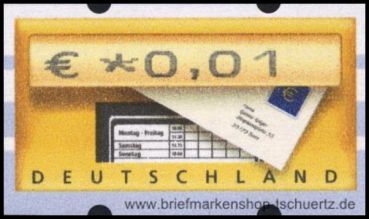 € *0,01
Montag - Freitag
Samstag
Sonntag
DEUTSCHLAND
www.briefmarkenshop-tschuertz.de